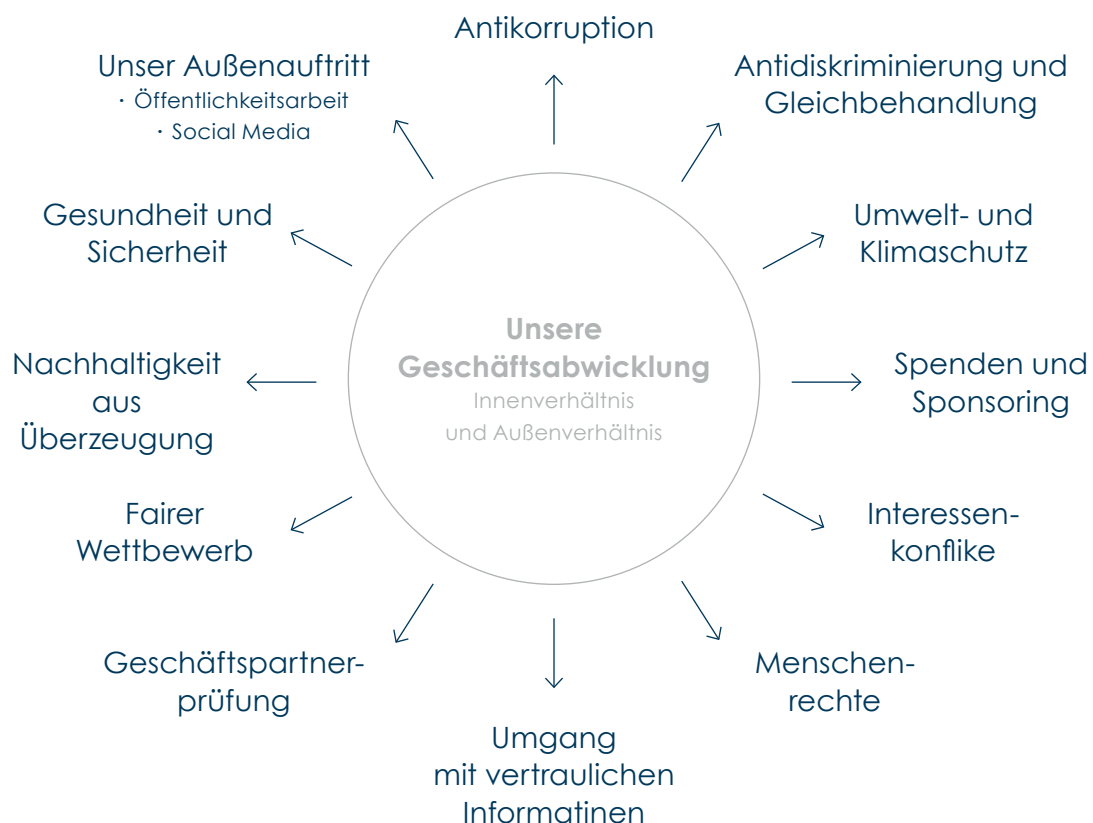 Antikorruption
Unser Außenauftritt
· Öffentlichkeitsarbeit
· Social Media
Antidiskriminierung und
Gleichbehandlung
Gesundheit und
Sicherheit
Umwelt- und
Klimaschutz
Unsere
Geschäftsabwicklung
Innenverhältnis
und Außenverhältnis
Nachhaltigkeit
aus
Überzeugung
Spenden und
Sponsoring
Fairer
Wettbewerb
Interessen-
konflike
Geschäftspartner-
prüfung
Menschen-
rechte
Umgang
mit vertraulichen
Informatinen